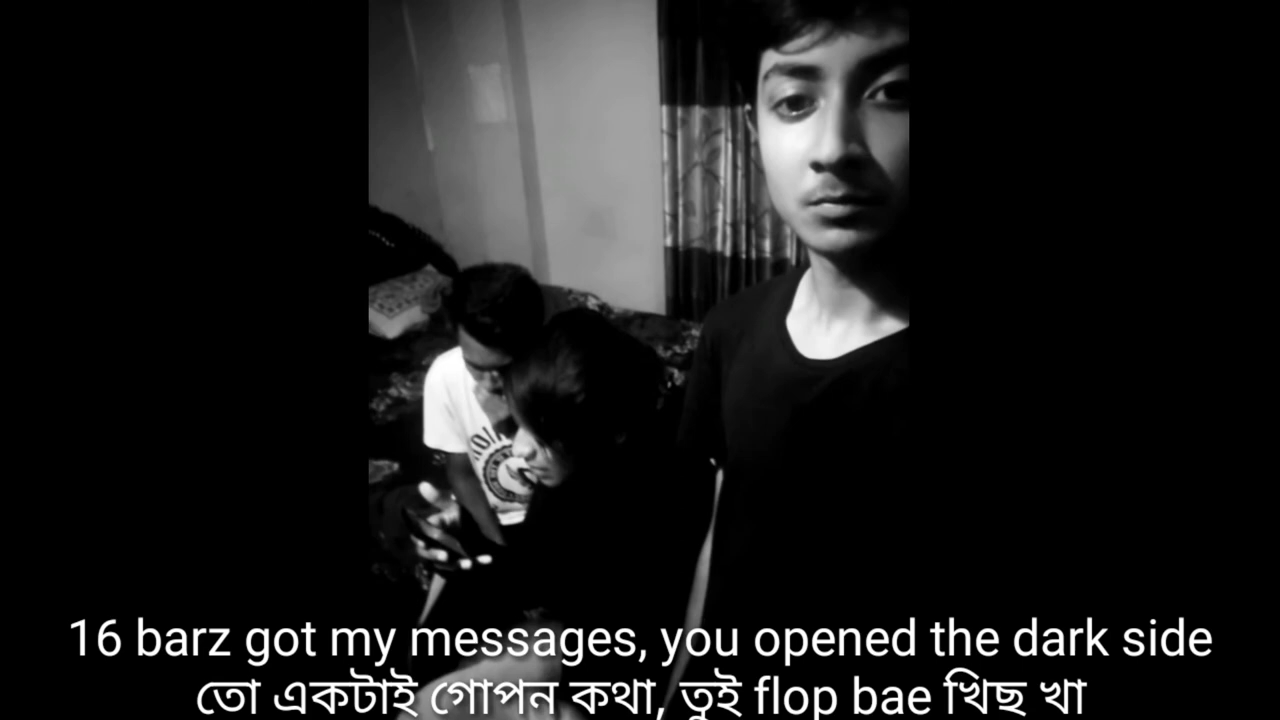 16 barz got my messages, you opened the dark side
তো একটাই গোপন কথা, তুই flop bae খিছ খা